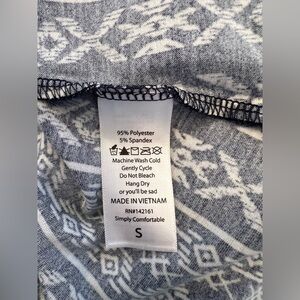 95% Polyester
5% Spandex
Machine Wash Cold
Gently Cycle
Do Not Bleach
Hang Dry
or you'll be sad
MADE IN VIETNAM
RN#142161
Simply Comfortable
S